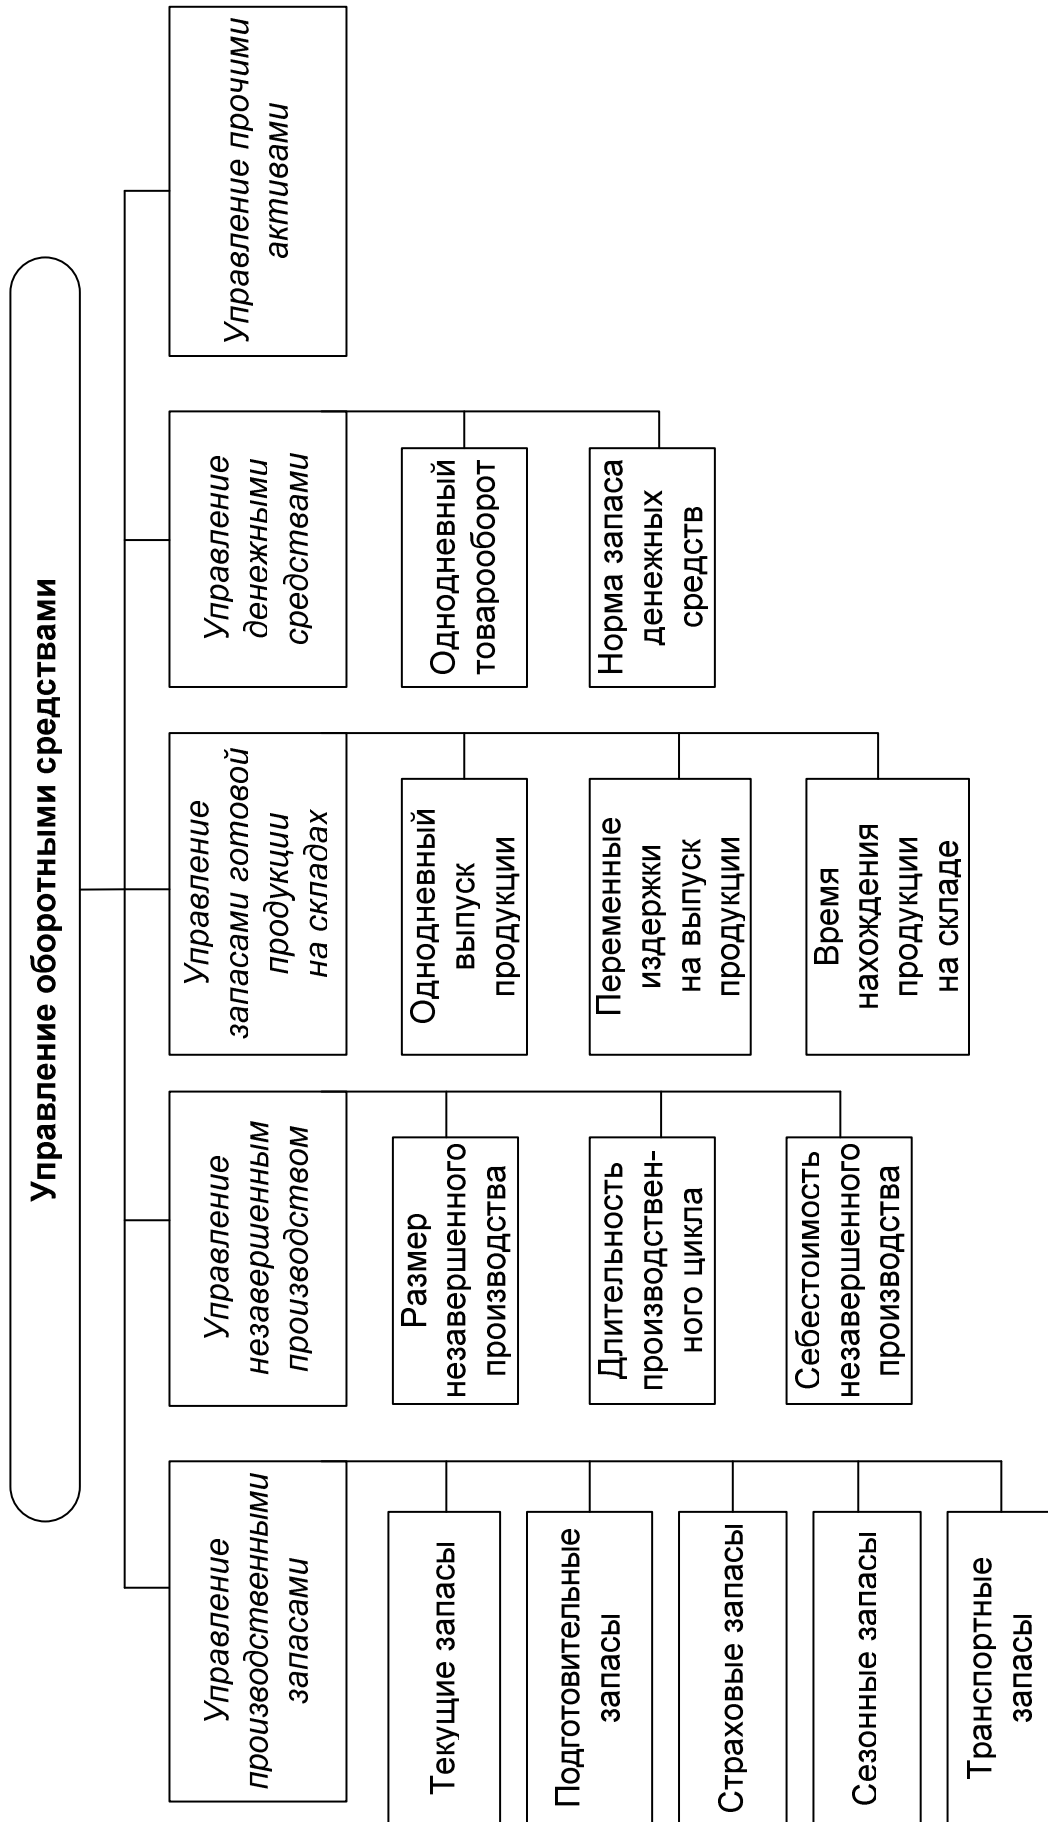 Управление оборотными средствами
Управление
производственными
запасами
Текущие запасы
Подготовительные
запасы
Страховые запасы
Сезонные запасы
Транспортные
запасы
Управление
незавершенным
производством
Размер
незавершенного
производства
Длительность
производствен-
ного цикла
Себестоимость
незавершенного
производства
Управление
запасами готовой
продукции
на складах
Однодневный
выпуск
продукции
Переменные
издержки
на выпуск
продукции
Время
нахождения
продукции
на складе
Управление
денежными
средствами
Однодневный
товарооборот
Норма запаса
денежных
средств
Управление прочими
активами